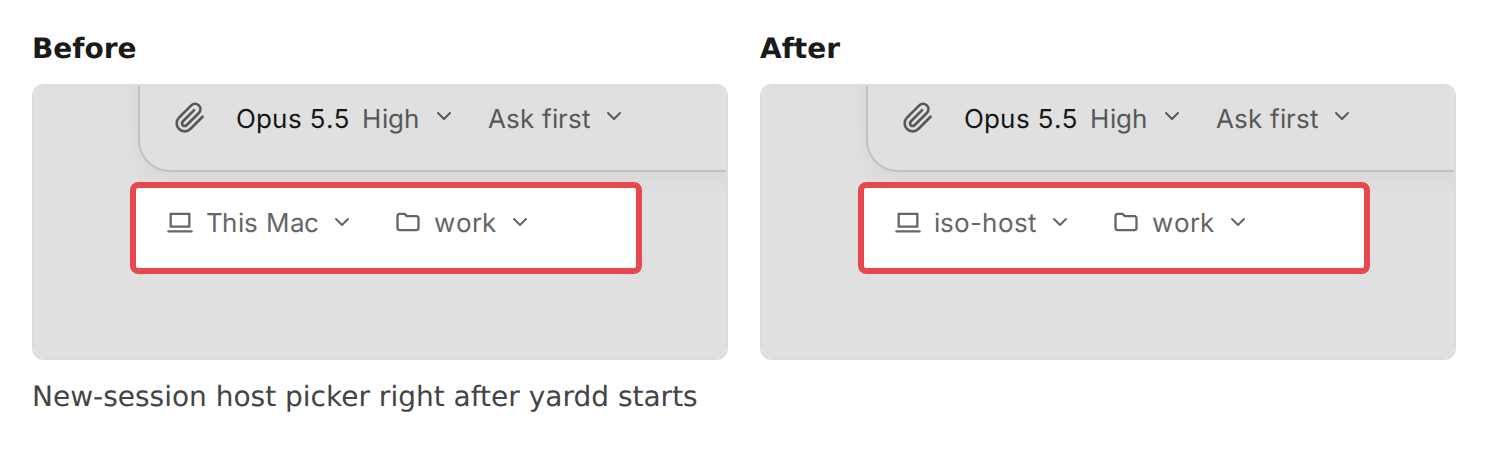 Before
Opus 5.5 High Ask first
This Mac work
After
Opus 5.5 High Ask first
iso-host work
New-session host picker right after yardd starts